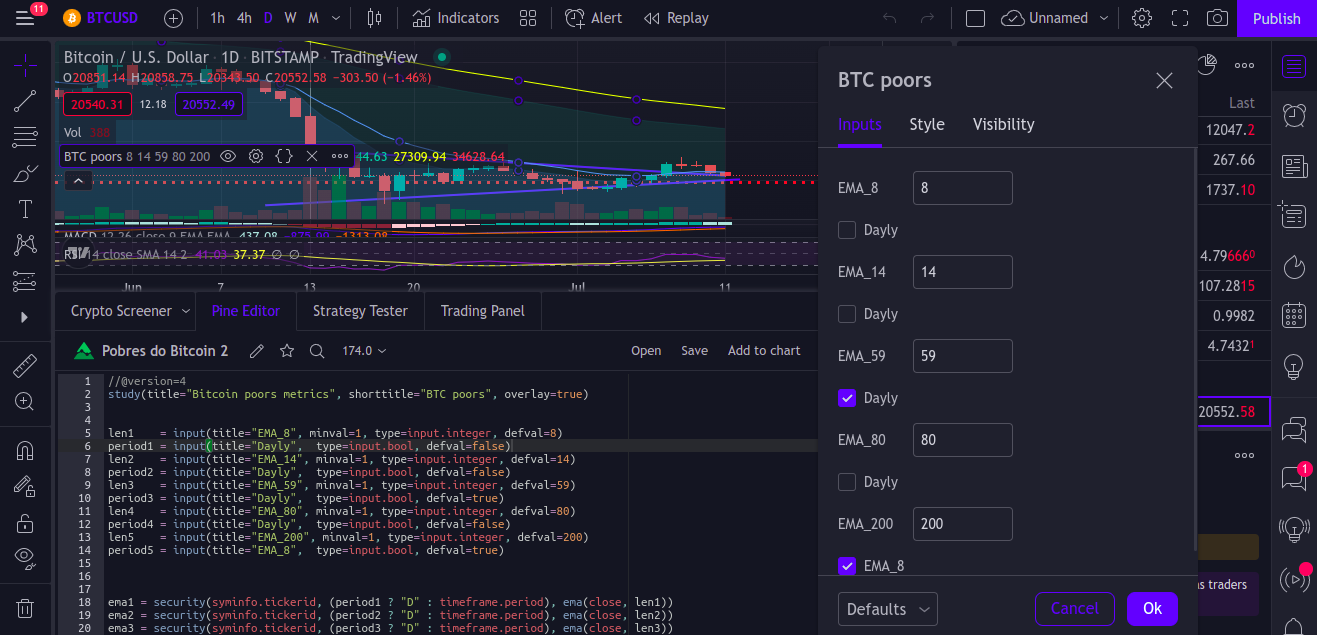 11
BTCUSD
1h 4h D W M
Indicators
Alert
Replay
Unnamed
Publish
Bitcoin / U.S. Dollar · 1D · BITSTAMP · TradingView
O20851.14 H20858.75 L20343.50 C20552.58 −303.50 (−1.46%)
20540.31 12.18 20552.49
Vol 388
BTC poors 8 14 59 80 200
44.63 27309.94 34628.64
MACD 12 26 close 9 EMA EMA 437.08 −875.99 −1313.08
14 close SMA 14 2 41.03 37.37 ∅ ∅
Jun 7 13 20 Jul 11
Crypto Screener
Pine Editor
Strategy Tester
Trading Panel
Pobres do Bitcoin 2
174.0
Open
Save
Add to chart
1 //@version=4
2 study(title="Bitcoin poors metrics", shorttitle="BTC poors", overlay=true)
3
4
5 len1    = input(title="EMA_8", minval=1, type=input.integer, defval=8)
6 period1 = input(title="Dayly",  type=input.bool, defval=false)
7 len2    = input(title="EMA_14", minval=1, type=input.integer, defval=14)
8 period2 = input(title="Dayly",  type=input.bool, defval=false)
9 len3    = input(title="EMA_59", minval=1, type=input.integer, defval=59)
10 period3 = input(title="Dayly",  type=input.bool, defval=true)
11 len4    = input(title="EMA_80", minval=1, type=input.integer, defval=80)
12 period4 = input(title="Dayly",  type=input.bool, defval=false)
13 len5    = input(title="EMA_200", minval=1, type=input.integer, defval=200)
14 period5 = input(title="EMA_8",  type=input.bool, defval=true)
15
16
17
18 ema1 = security(syminfo.tickerid, (period1 ? "D" : timeframe.period), ema(close, len1))
19 ema2 = security(syminfo.tickerid, (period2 ? "D" : timeframe.period), ema(close, len2))
20 ema3 = security(syminfo.tickerid, (period3 ? "D" : timeframe.period), ema(close, len3))
BTC poors
Inputs
Style
Visibility
EMA_8 8
Dayly
EMA_14 14
Dayly
EMA_59 59
Dayly
EMA_80 80
Dayly
EMA_200 200
EMA_8
Defaults
Cancel
Ok
Last
12047.2
267.66
1737.10
4.79666⁰
107.2815
0.9982
4.7432¹
20552.58
traders
1